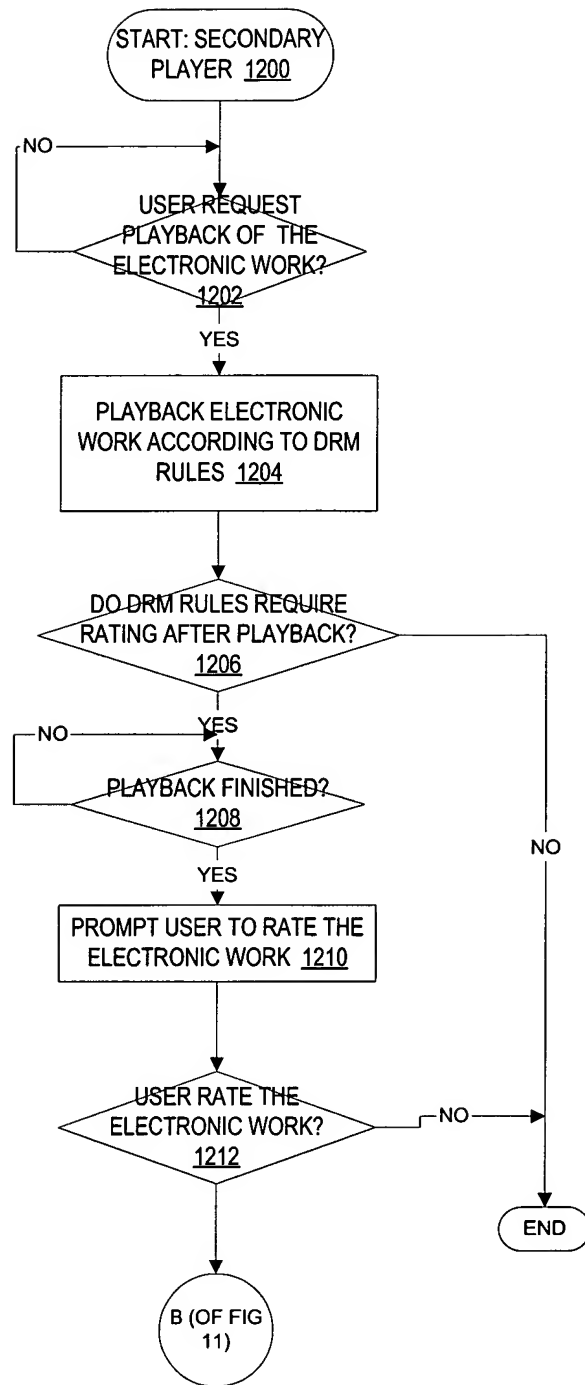 START: SECONDARY
PLAYER 1200
NO
USER REQUEST
PLAYBACK OF THE
ELECTRONIC WORK?
1202
YES
PLAYBACK ELECTRONIC
WORK ACCORDING TO DRM
RULES 1204
DO DRM RULES REQUIRE
RATING AFTER PLAYBACK?
1206
YES
NO
PLAYBACK FINISHED?
1208
NO
YES
PROMPT USER TO RATE THE
ELECTRONIC WORK 1210
USER RATE THE
ELECTRONIC WORK?
1212
NO
END
B (OF FIG
11)